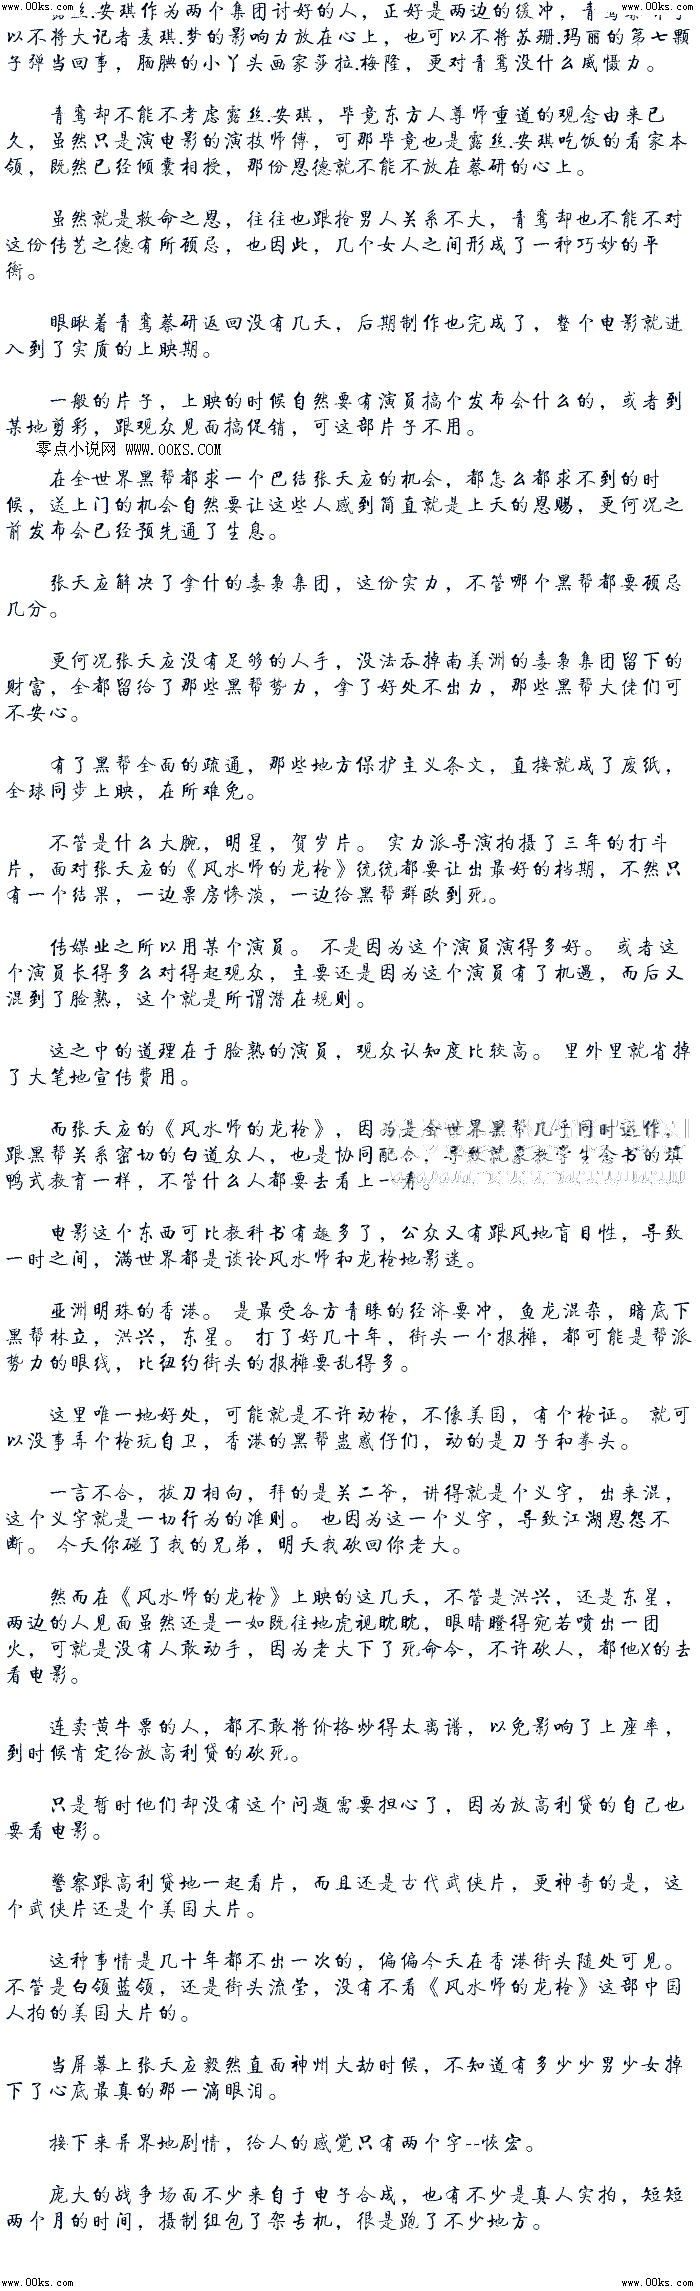 www.00ks.com www.00ks.com
露丝.安琪作为两个集团讨好的人，正好是两边的缓冲，青鸾
以不将大记者麦琪.梦的影响力放在心上，也可以不将苏珊.玛丽的第七颗
子弹当回事，腼腆的小丫头画家莎拉.梅隆，更对青鸾没什么威慑力。
青鸾却不能不考虑露丝.安琪，毕竟东方人尊师重道的观念由来已
久，虽然只是演电影的演技师傅，可那毕竟也是露丝.安琪吃饭的看家本
领，既然已经倾囊相授，那份恩德就不能不放在蔡研的心上。
虽然就是救命之恩，往往也跟抢男人关系不大，青鸾却也不能不对
这份传艺之德有所顾忌，也因此，几个女人之间形成了一种巧妙的平
衡。
眼瞅着青鸾蔡研返回没有几天，后期制作也完成了，整个电影就进
入到了实质的上映期。
一般的片子，上映的时候自然要有演员搞个发布会什么的，或者到
某地剪彩，跟观众见面搞促销，可这部片子不用。
零点小说网 www.00KS.COM
在全世界黑帮都求一个巴结张天应的机会，都怎么都求不到的时
候，送上门的机会自然要让这些人感到简直就是上天的恩赐，更何况之
前发布会已经预先通了生息。
张天应解决了拿什的毒枭集团，这份实力，不管哪个黑帮都要顾忌
几分。
更何况张天应没有足够的人手，没法吞掉南美洲的毒枭集团留下的
财富，全都留给了那些黑帮势力，拿了好处不出力，那些黑帮大佬们可
不安心。
有了黑帮全面的疏通，那些地方保护主义条文，直接就成了废纸，
全球同步上映，在所难免。
不管是什么大腕，明星，贺岁片。 实力派导演拍摄了三年的打斗
片，面对张天应的《风水师的龙枪》统统都要让出最好的档期，不然只
有一个结果，一边票房惨淡，一边给黑帮群欧到死。
传媒业之所以用某个演员。 不是因为这个演员演得多好。 或者这
个演员长得多么对得起观众，主要还是因为这个演员有了机遇，而后又
混到了脸熟，这个就是所谓潜在规则。
这之中的道理在于脸熟的演员，观众认知度比较高。 里外里就省掉
了大笔地宣传费用。
而张天应的《风水师的龙枪》，因为是全世界黑帮几乎同时运作，
跟黑帮关系密切的白道众人，也是协同配合，导致就象教学生念书的填
鸭式教育一样，不管什么人都要去看上一看。
电影这个东西可比教科书有趣多了，公众又有跟风地盲目性，导致
一时之间，满世界都是谈论风水师和龙枪地影迷。
亚洲明珠的香港。 是最受各方青睐的经济要冲，鱼龙混杂，暗底下
黑帮林立，洪兴，东星。 打了好几十年，街头一个报摊，都可能是帮派
势力的眼线，比纽约街头的报摊要乱得多。
这里唯一地好处，可能就是不许动枪，不像美国，有个枪证。 就可
以没事弄个枪玩自卫，香港的黑帮蛊惑仔们，动的是刀子和拳头。
一言不合，拔刀相向，拜的是关二爷，讲得就是个义字，出来混，
这个义字就是一切行为的准则。 也因为这一个义字，导致江湖恩怨不
断。 今天你碰了我的兄弟，明天我砍回你老大。
然而在《风水师的龙枪》上映的这几天，不管是洪兴，还是东星，
两边的人见面虽然还是一如既往地虎视眈眈，眼睛瞪得宛若喷出一团
火，可就是没有人敢动手，因为老大下了死命令，不许砍人，都他X的去
看电影。
连卖黄牛票的人，都不敢将价格炒得太离谱，以免影响了上座率，
到时候肯定给放高利贷的砍死。
只是暂时他们却没有这个问题需要担心了，因为放高利贷的自己也
要看电影。
警察跟高利贷地一起看片，而且还是古代武侠片，更神奇的是，这
个武侠片还是个美国大片。
这种事情是几十年都不出一次的，偏偏今天在香港街头随处可见。
不管是白领蓝领，还是街头流莹，没有不看《风水师的龙枪》这部中国
人拍的美国大片的。
当屏幕上张天应毅然直面神州大劫时候，不知道有多少少男少女掉
下了心底最真的那一滴眼泪。
接下来异界地剧情，给人的感觉只有两个字--恢宏。
庞大的战争场面不少来自于电子合成，也有不少是真人实拍，短短
两个月的时间，摄制组包了架专机，很是跑了不少地方。
www.00ks.com www.00ks.com